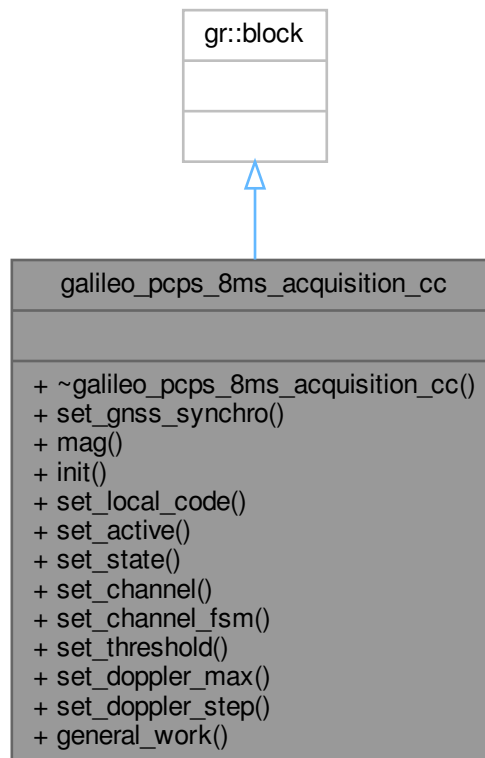 gr::block
galileo_pcps_8ms_acquisition_cc
+ ~galileo_pcps_8ms_acquisition_cc()
+ set_gnss_synchro()
+ mag()
+ init()
+ set_local_code()
+ set_active()
+ set_state()
+ set_channel()
+ set_channel_fsm()
+ set_threshold()
+ set_doppler_max()
+ set_doppler_step()
+ general_work()